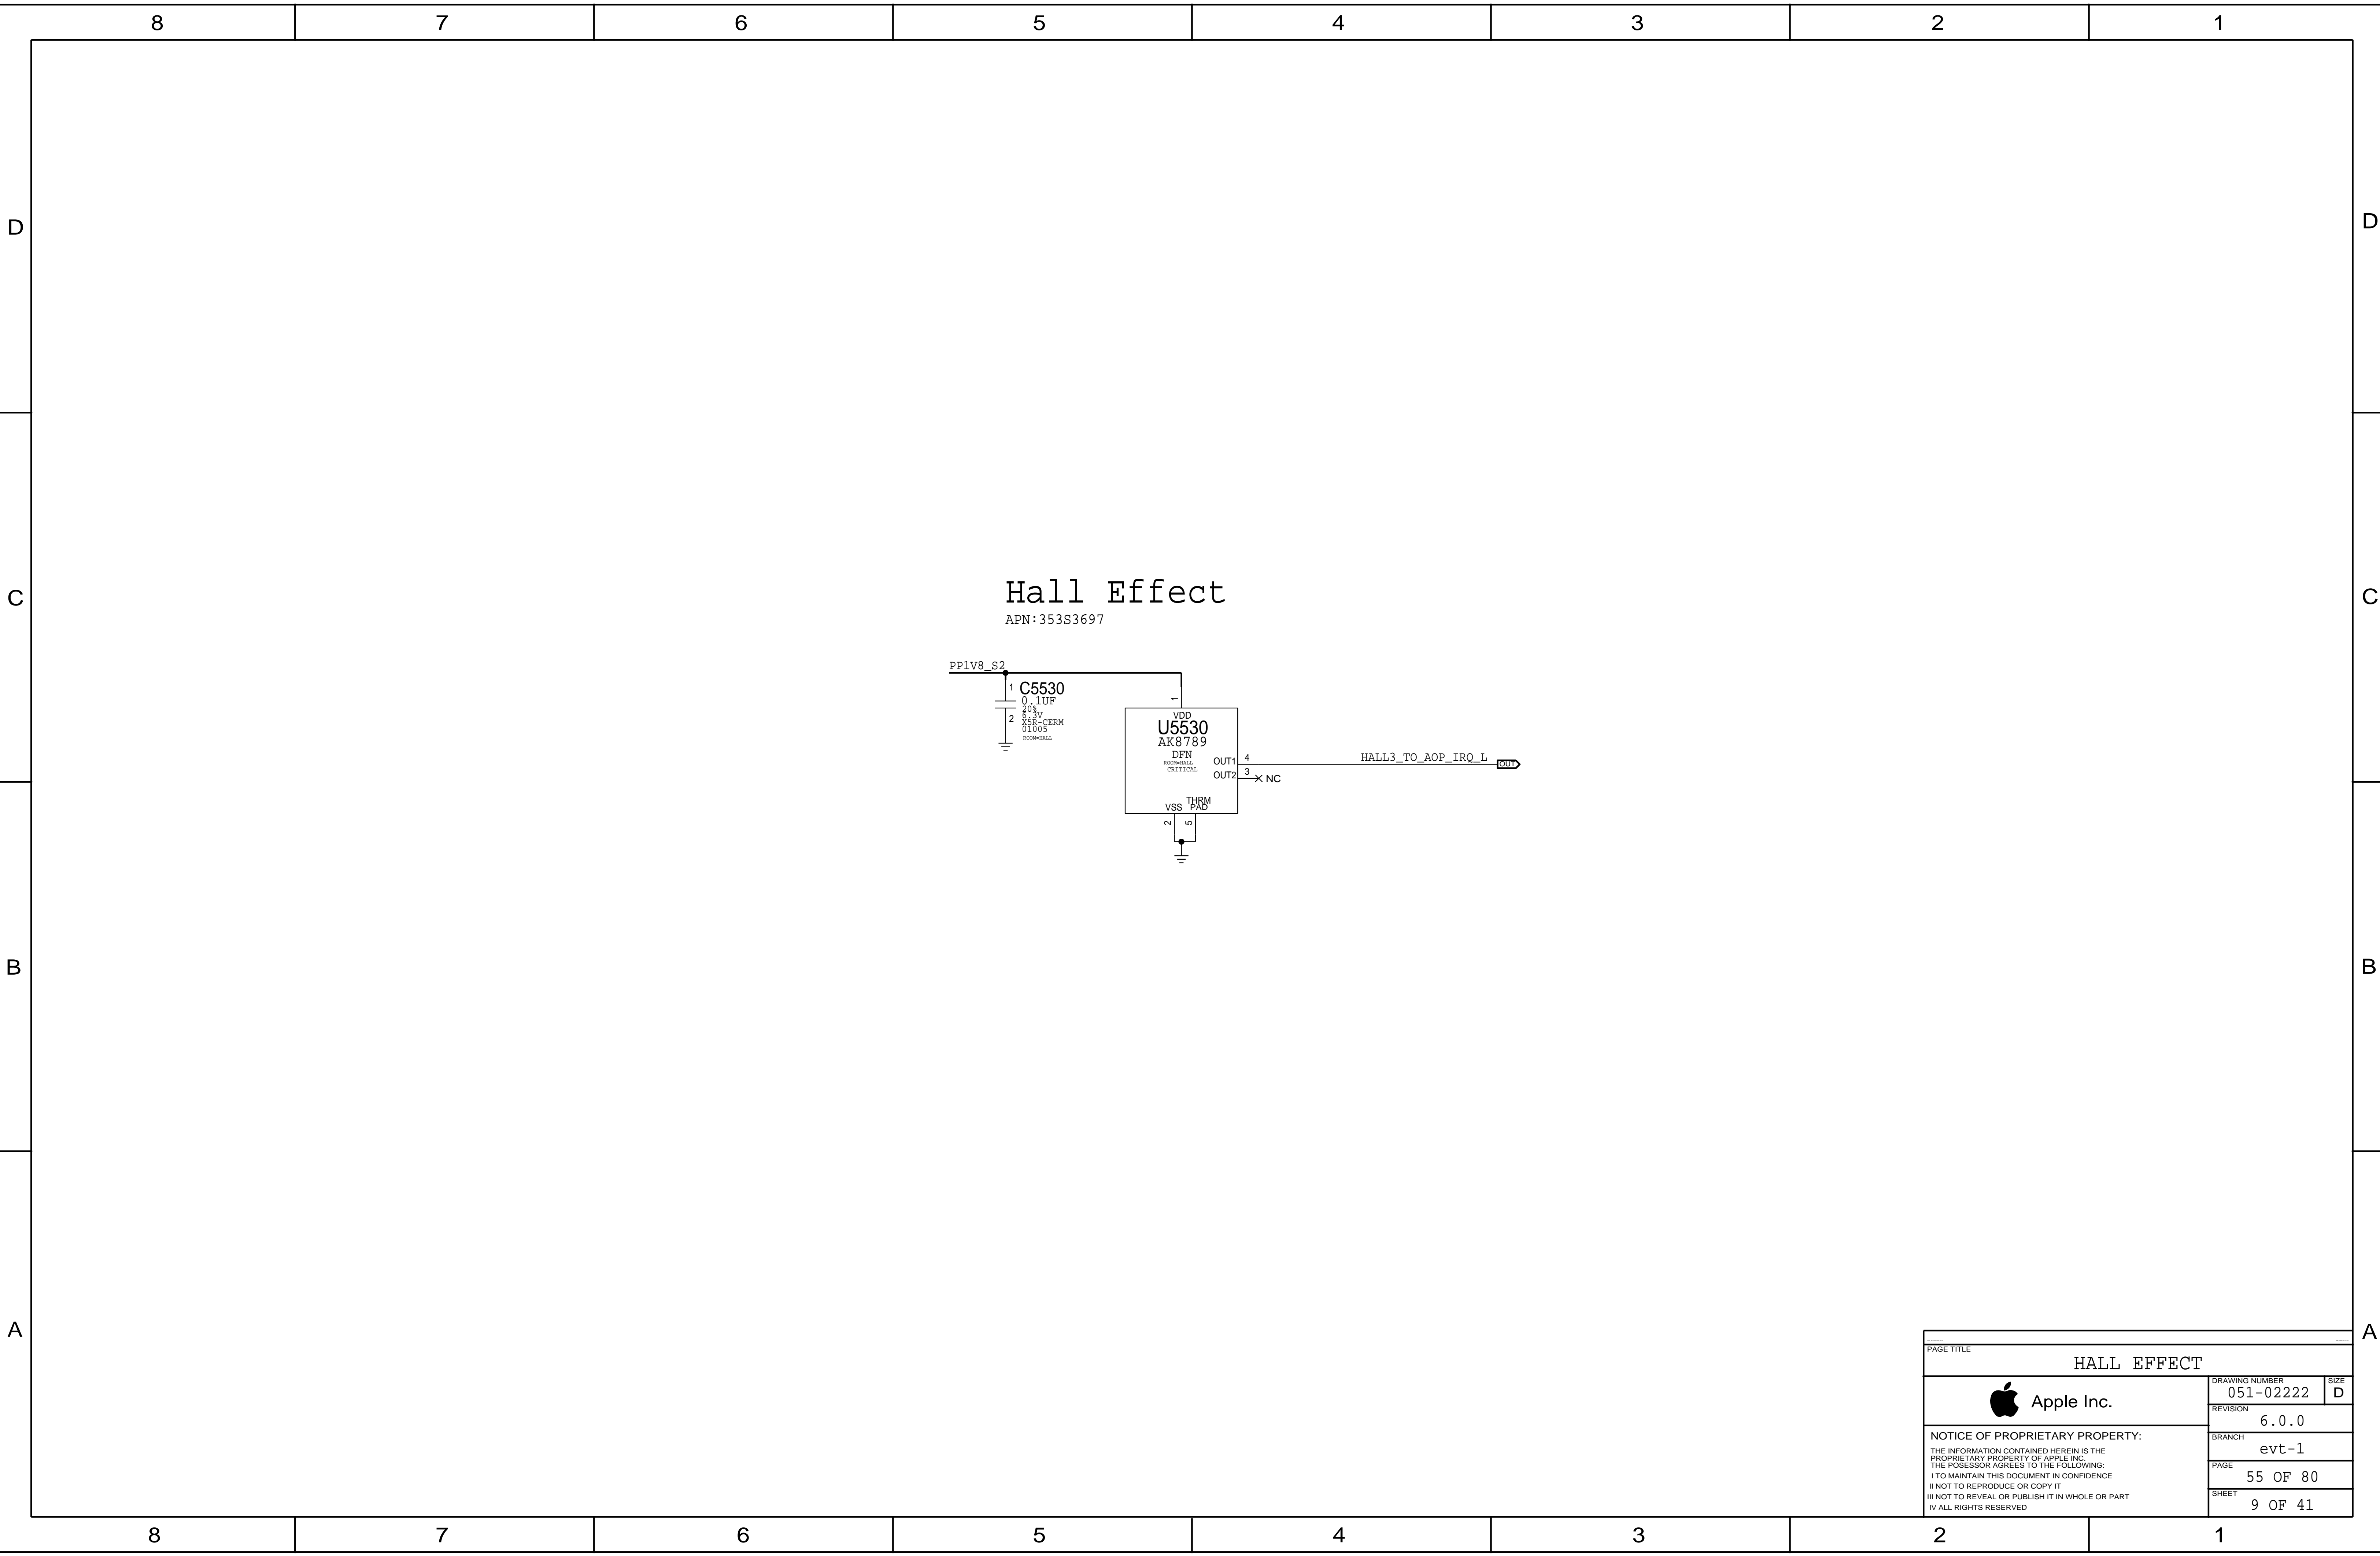 8 7 6 5 4 3 2 1
D D
C C
Hall Effect
APN:353S3697
PP1V8_S2
1 C5530
0.1UF
20%
6.3V
2 X5R-CERM
01005
ROOM=HALL
1
VDD
U5530
AK8789
DFN
ROOM=HALL
CRITICAL
OUT1 4 HALL3_TO_AOP_IRQ_L OUT
OUT2 3 NC
THRM
VSS PAD
2 5
B B
A A
PAGE TITLE
HALL EFFECT
Apple Inc.
DRAWING NUMBER
051-02222
SIZE
D
REVISION
6.0.0
NOTICE OF PROPRIETARY PROPERTY:
THE INFORMATION CONTAINED HEREIN IS THE
PROPRIETARY PROPERTY OF APPLE INC.
THE POSESSOR AGREES TO THE FOLLOWING:
I TO MAINTAIN THIS DOCUMENT IN CONFIDENCE
II NOT TO REPRODUCE OR COPY IT
III NOT TO REVEAL OR PUBLISH IT IN WHOLE OR PART
IV ALL RIGHTS RESERVED
BRANCH
evt-1
PAGE
55 OF 80
SHEET
9 OF 41
8 7 6 5 4 3 2 1